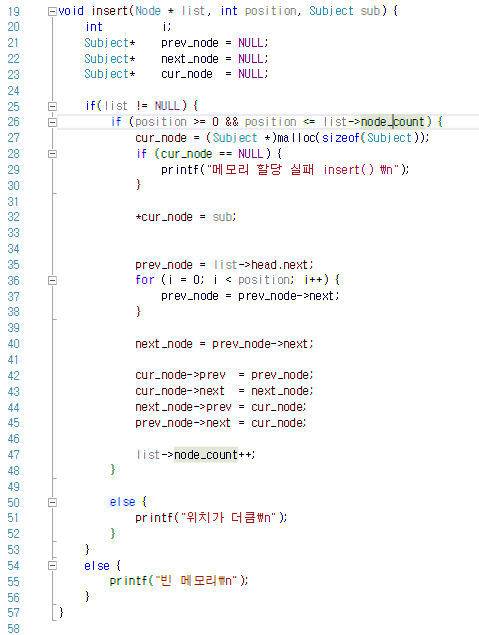 19 void insert(Node * list, int position, Subject sub) {
20 int i;
21 Subject* prev_node = NULL;
22 Subject* next_node = NULL;
23 Subject* cur_node = NULL;
24
25 if(list != NULL) {
26 if (position >= 0 && position <= list->node_count) {
27 cur_node = (Subject *)malloc(sizeof(Subject));
28 if (cur_node == NULL) {
29 printf("메모리 할당 실패 insert() ₩n");
30 }
31
32 *cur_node = sub;
33
34
35 prev_node = list->head.next;
36 for (i = 0; i < position; i++) {
37 prev_node = prev_node->next;
38 }
39
40 next_node = prev_node->next;
41
42 cur_node->prev = prev_node;
43 cur_node->next = next_node;
44 next_node->prev = cur_node;
45 prev_node->next = cur_node;
46
47 list->node_count++;
48 }
49
50 else {
51 printf("위치가 더큼₩n");
52 }
53 }
54 else {
55 printf("빈 메모리₩n");
56 }
57 }
58